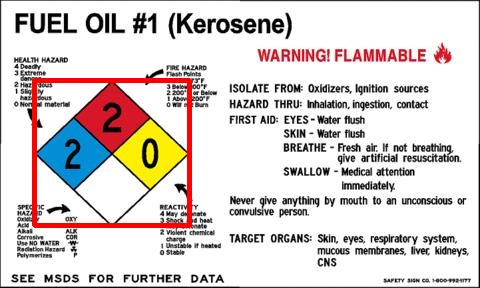 FUEL OIL #1 (Kerosene)
WARNING! FLAMMABLE
HEALTH HAZARD
4 Deadly
3 Extreme
danger
2 Hazardous
1 Slightly
hazardous
0 Normal material
FIRE HAZARD
Flash Points
3 Below 100°F
2 200°F or Below
1 Above 200°F
0 Will not Burn
2
2
0
SPECIFIC
HAZARD
Oxidizer OXY
Acid
Alkali ALK
Corrosive COR
Use NO WATER W
Radiation Hazard
Polymerizes P
REACTIVITY
4 May detonate
3 Shock and heat
may detonate
2 Violent chemical
charge
1 Unstable if heated
0 Stable
ISOLATE FROM: Oxidizers, Ignition sources
HAZARD THRU: Inhalation, ingestion, contact
FIRST AID: EYES - Water flush
SKIN - Water flush
BREATHE - Fresh air. If not breathing,
give artificial resuscitation.
SWALLOW - Medical attention
immediately.
Never give anything by mouth to an unconscious or
convulsive person.
TARGET ORGANS: Skin, eyes, respiratory system,
mucous membranes, liver, kidneys,
CNS
SEE MSDS FOR FURTHER DATA
SAFETY SIGN CO. 1-800-992-1177